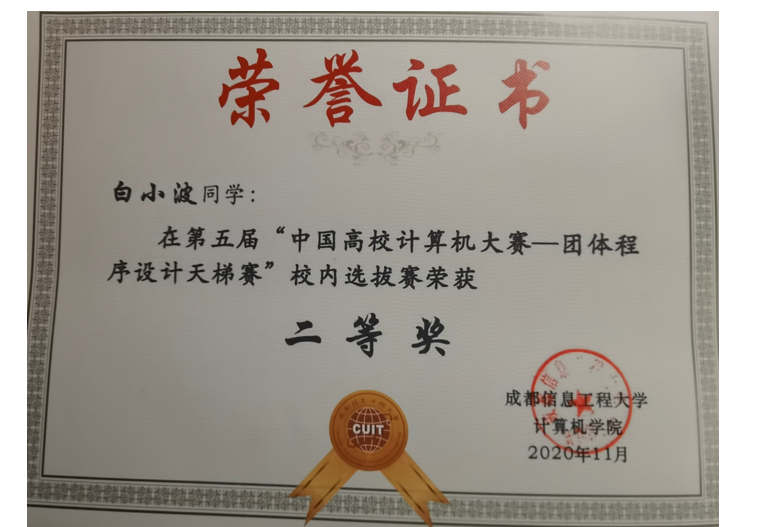 荣誉证书
白小波同学：
在第五届“中国高校计算机大赛—团体程
序设计天梯赛”校内选拔赛荣获
二等奖
成都信息工程大学
计算机学院
2020年11月
CUIT